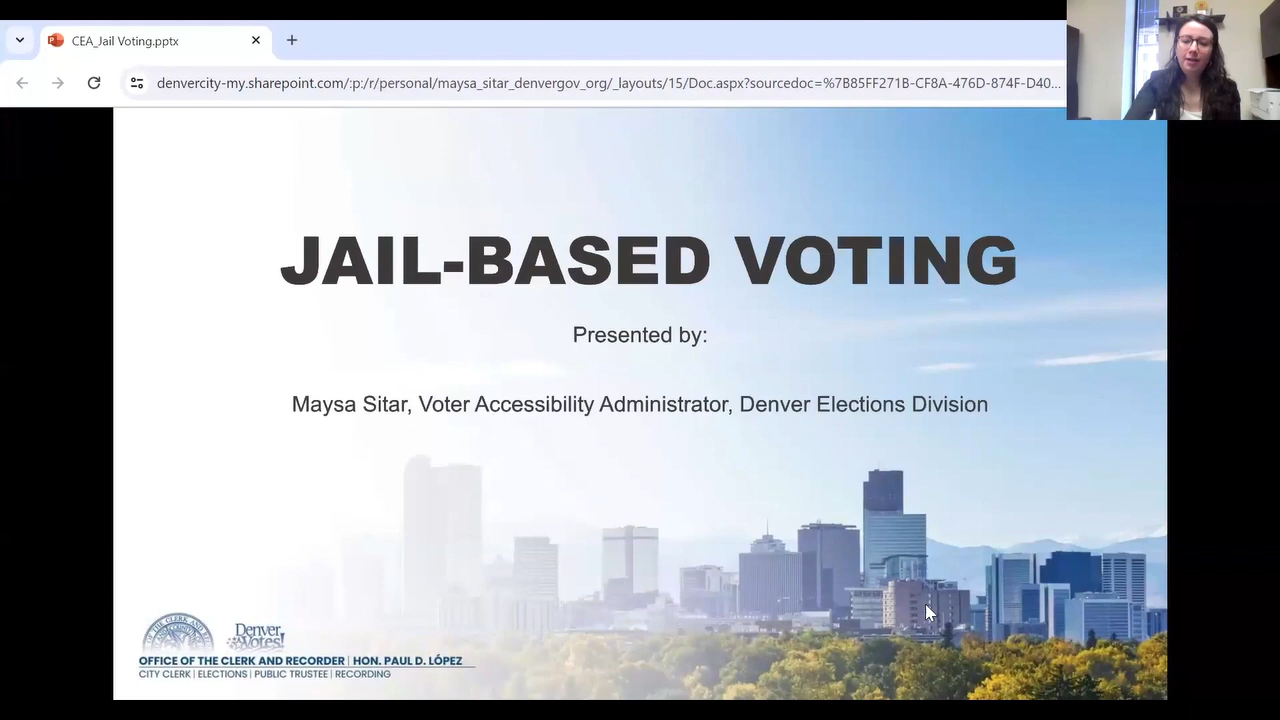 CEA_Jail Voting.pptx
denvercity-my.sharepoint.com/:p:/r/personal/maysa_sitar_denvergov_org/_layouts/15/Doc.aspx?sourcedoc=%7B85FF271B-CF8A-476D-874F-D40...
JAIL-BASED VOTING
Presented by:
Maysa Sitar, Voter Accessibility Administrator, Denver Elections Division
Denver
Votes!
OFFICE OF THE CLERK AND RECORDER | HON. PAUL D. LÓPEZ
CITY CLERK | ELECTIONS | PUBLIC TRUSTEE | RECORDING